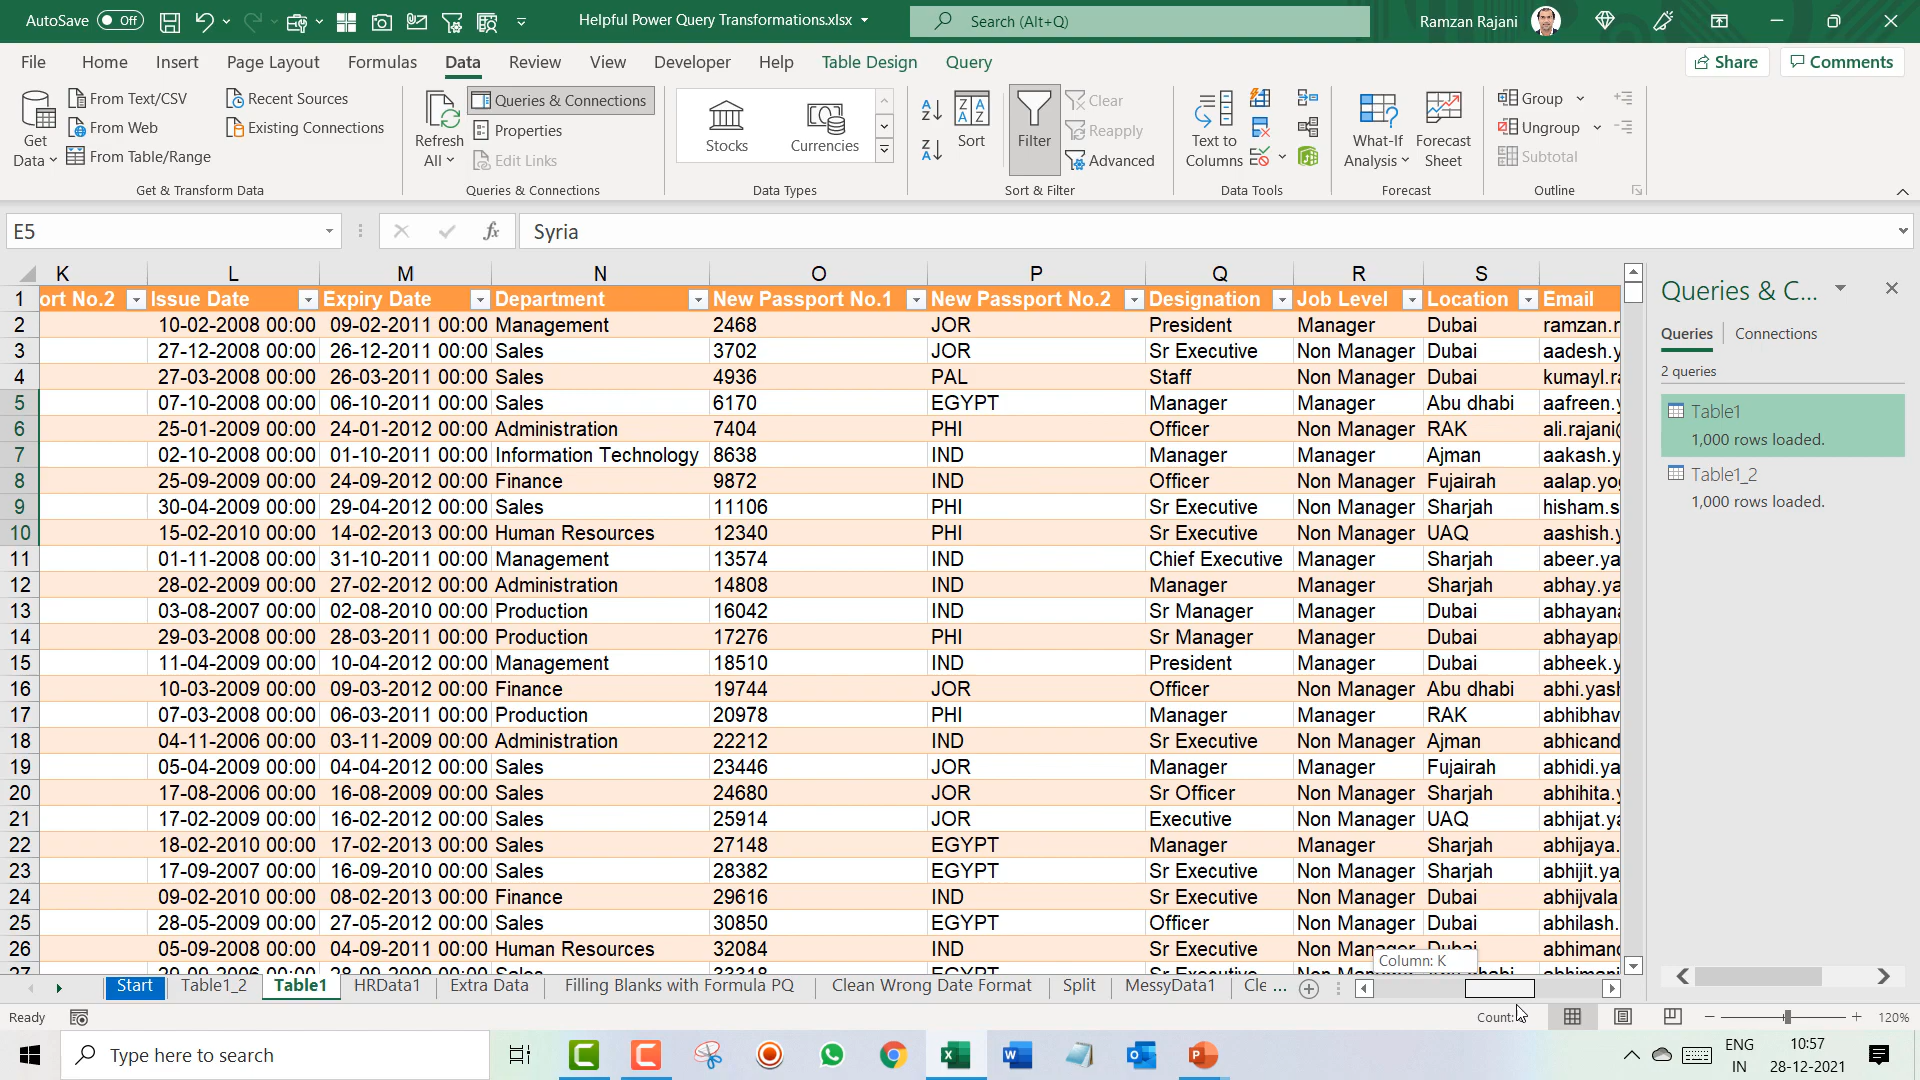 AutoSave Off Helpful Power Query Transformations.xlsx Search (Alt+Q) Ramzan Rajani
File Home Insert Page Layout Formulas Data Review View Developer Help Table Design Query Share Comments
Get Data
From Text/CSV
From Web
From Table/Range
Recent Sources
Existing Connections
Get & Transform Data
Refresh All
Queries & Connections
Properties
Edit Links
Queries & Connections
Stocks Currencies
Data Types
Sort
Filter
Clear
Reapply
Advanced
Sort & Filter
Text to Columns
Data Tools
What-If Analysis
Forecast Sheet
Forecast
Group
Ungroup
Subtotal
Outline
E5 fx Syria
K L M N O P Q R S
1 ort No.2 Issue Date Expiry Date Department New Passport No.1 New Passport No.2 Designation Job Level Location Email
2 10-02-2008 00:00 09-02-2011 00:00 Management 2468 JOR President Manager Dubai ramzan.r
3 27-12-2008 00:00 26-12-2011 00:00 Sales 3702 JOR Sr Executive Non Manager Dubai aadesh.y
4 27-03-2008 00:00 26-03-2011 00:00 Sales 4936 PAL Staff Non Manager Dubai kumayl.ra
5 07-10-2008 00:00 06-10-2011 00:00 Sales 6170 EGYPT Manager Manager Abu dhabi aafreen.y
6 25-01-2009 00:00 24-01-2012 00:00 Administration 7404 PHI Officer Non Manager RAK ali.rajani@
7 02-10-2008 00:00 01-10-2011 00:00 Information Technology 8638 IND Manager Manager Ajman aakash.y
8 25-09-2009 00:00 24-09-2012 00:00 Finance 9872 IND Officer Non Manager Fujairah aalap.yog
9 30-04-2009 00:00 29-04-2012 00:00 Sales 11106 PHI Sr Executive Non Manager Sharjah hisham.s
10 15-02-2010 00:00 14-02-2013 00:00 Human Resources 12340 PHI Sr Executive Non Manager UAQ aashish.y
11 01-11-2008 00:00 31-10-2011 00:00 Management 13574 IND Chief Executive Manager Sharjah abeer.ya
12 28-02-2009 00:00 27-02-2012 00:00 Administration 14808 IND Manager Manager Sharjah abhay.ya
13 03-08-2007 00:00 02-08-2010 00:00 Production 16042 IND Sr Manager Manager Dubai abhayana
14 29-03-2008 00:00 28-03-2011 00:00 Production 17276 PHI Sr Manager Manager Dubai abhayapr
15 11-04-2009 00:00 10-04-2012 00:00 Management 18510 IND President Manager Dubai abheek.y
16 10-03-2009 00:00 09-03-2012 00:00 Finance 19744 JOR Officer Non Manager Abu dhabi abhi.yash
17 07-03-2008 00:00 06-03-2011 00:00 Production 20978 PHI Manager Manager RAK abhibhav
18 04-11-2006 00:00 03-11-2009 00:00 Administration 22212 IND Sr Executive Non Manager Ajman abhicand
19 05-04-2009 00:00 04-04-2012 00:00 Sales 23446 JOR Manager Manager Fujairah abhidi.ya
20 17-08-2006 00:00 16-08-2009 00:00 Sales 24680 JOR Sr Officer Non Manager Sharjah abhihita.y
21 17-02-2009 00:00 16-02-2012 00:00 Sales 25914 JOR Executive Non Manager UAQ abhijat.ya
22 18-02-2010 00:00 17-02-2013 00:00 Sales 27148 EGYPT Manager Manager Sharjah abhijaya.
23 17-09-2007 00:00 16-09-2010 00:00 Sales 28382 EGYPT Sr Executive Non Manager Sharjah abhijit.ya
24 09-02-2010 00:00 08-02-2013 00:00 Finance 29616 IND Sr Executive Non Manager Dubai abhijvala
25 28-05-2009 00:00 27-05-2012 00:00 Sales 30850 EGYPT Officer Non Manager Dubai abhilash.
26 05-09-2008 00:00 04-09-2011 00:00 Human Resources 32084 IND Sr Executive Non Manager Dubai abhimand
Column: K
Queries & C...
Queries Connections
2 queries
Table1
1,000 rows loaded.
Table1_2
1,000 rows loaded.
Start Table1_2 Table1 HRData1 Extra Data Filling Blanks with Formula PQ Clean Wrong Date Format Split MessyData1 Cle ...
Ready Count: 120%
Type here to search
ENG
IN
10:57
28-12-2021